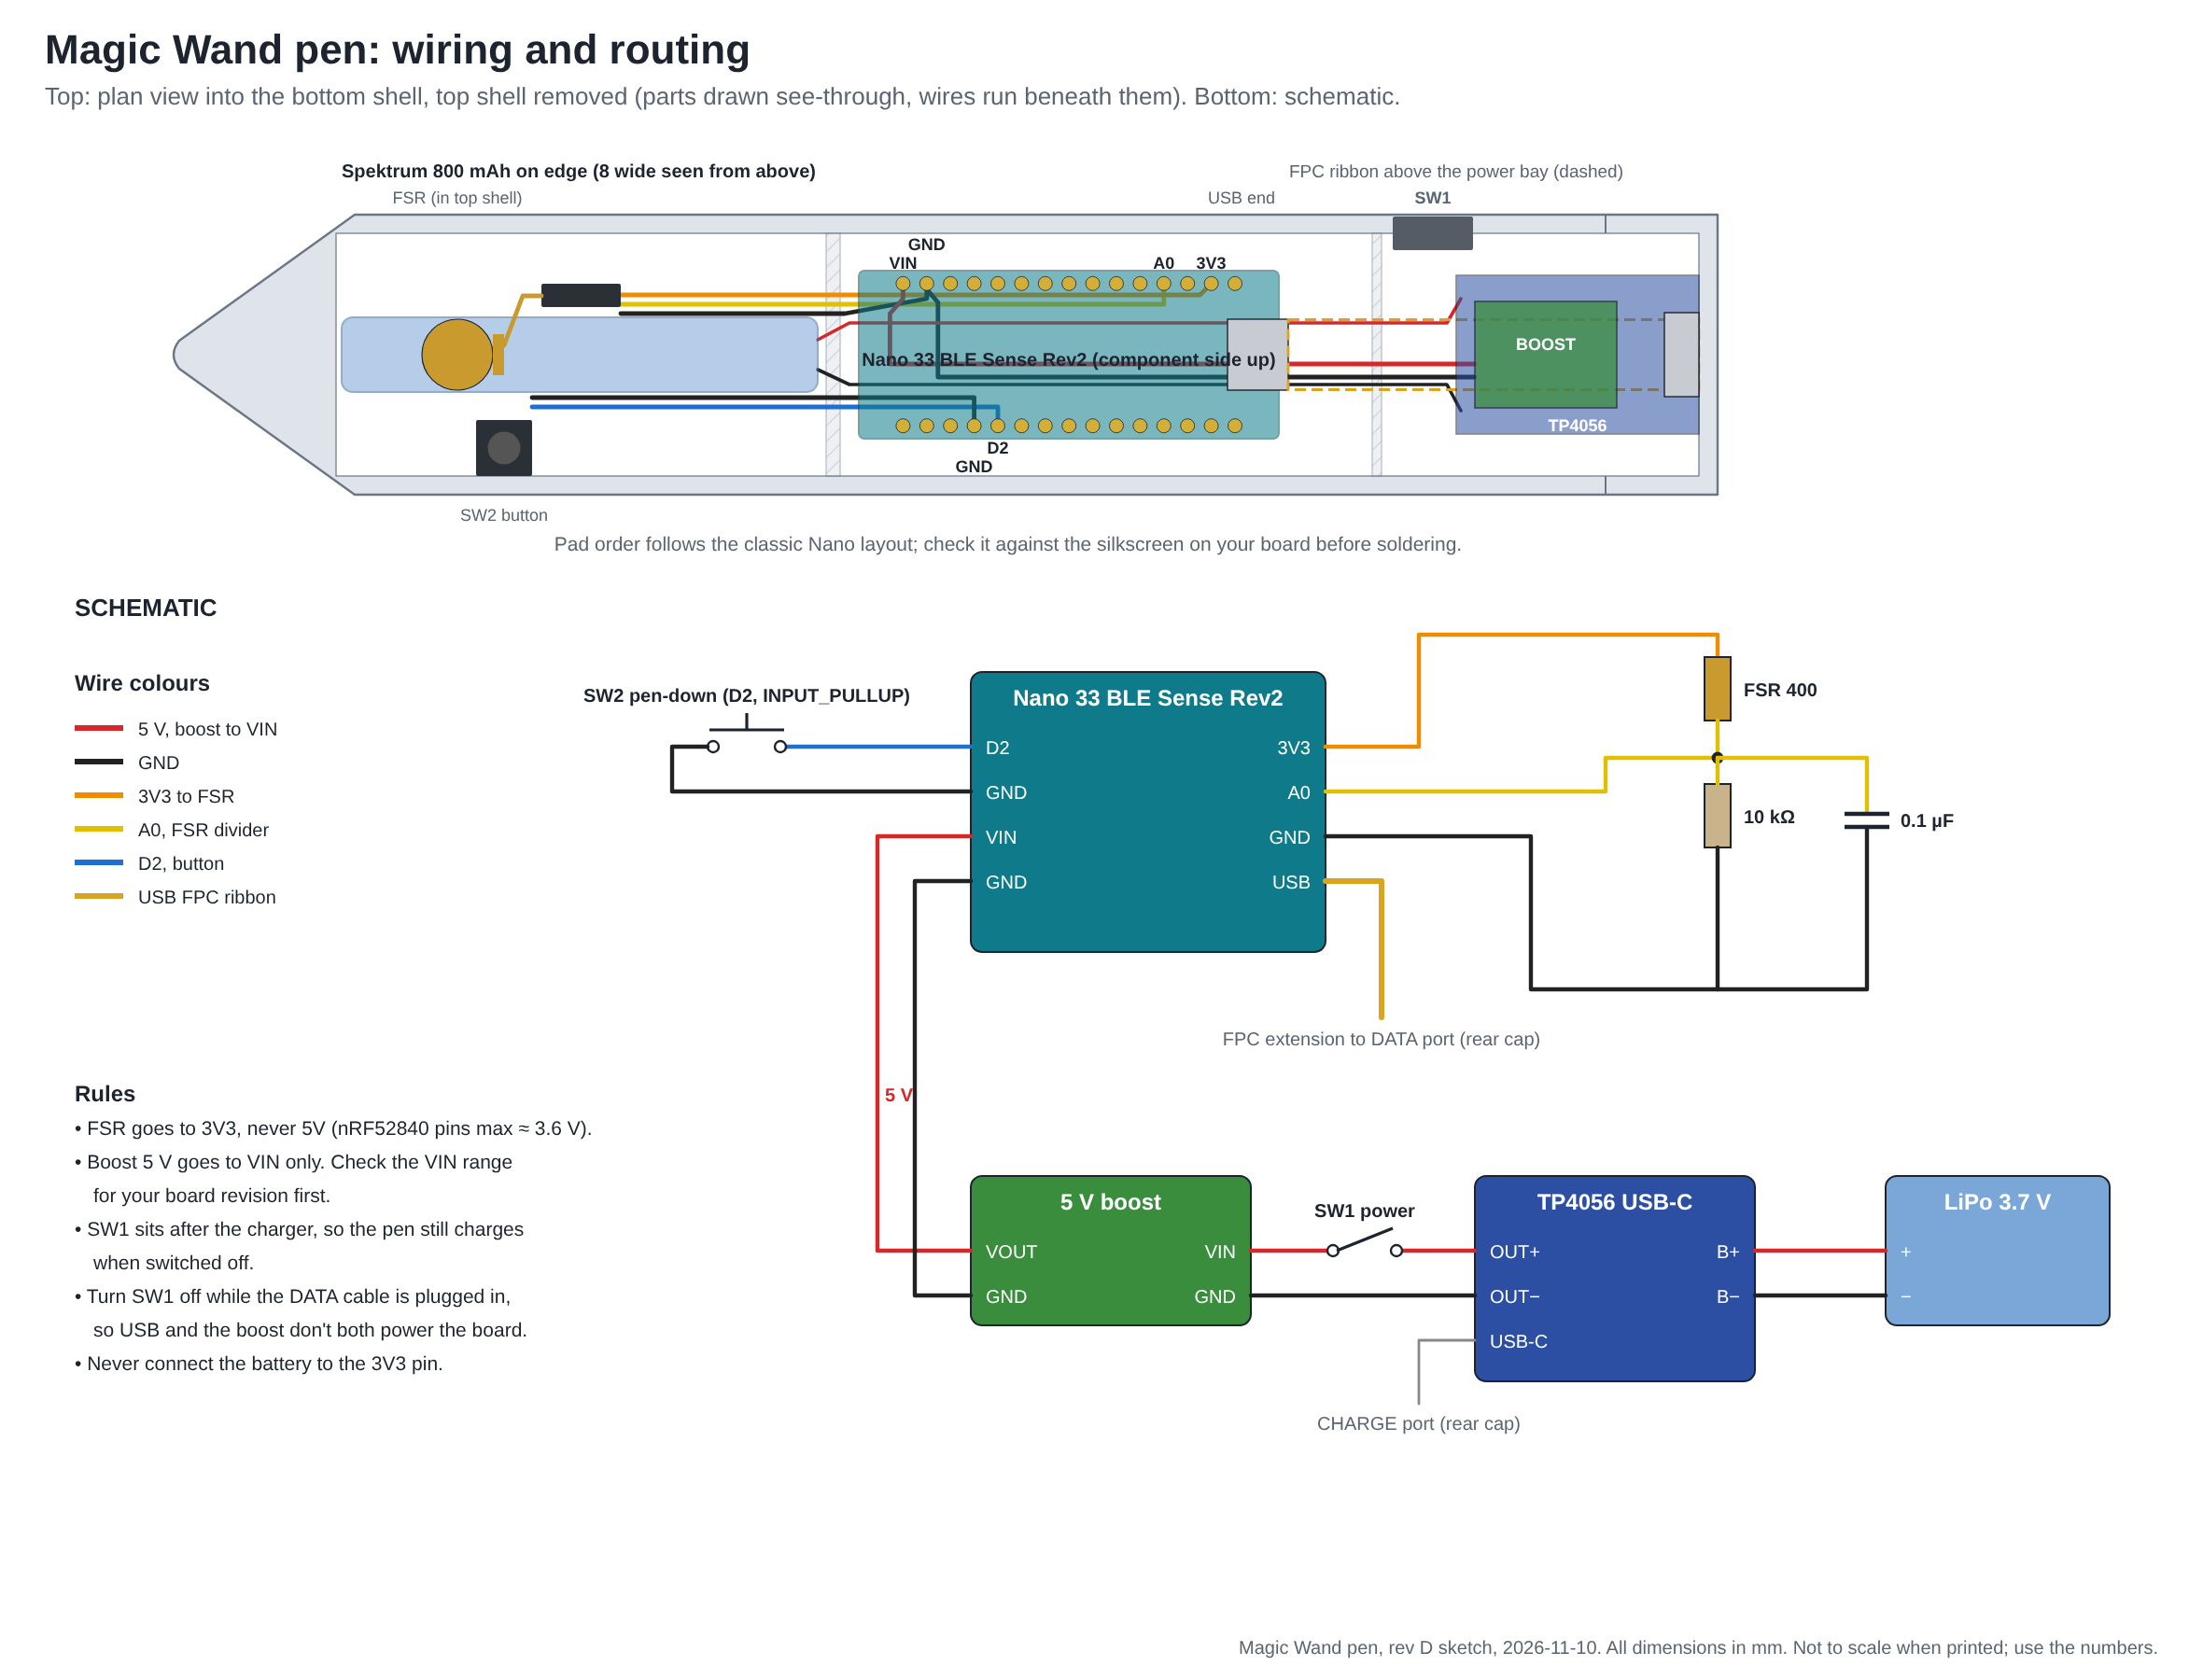 Magic Wand pen: wiring and routing
Top: plan view into the bottom shell, top shell removed (parts drawn see-through, wires run beneath them). Bottom: schematic.
Spektrum 800 mAh on edge (8 wide seen from above)
FPC ribbon above the power bay (dashed)
FSR (in top shell)
USB end
SW1
GND
VIN
A0
3V3
BOOST
Nano 33 BLE Sense Rev2 (component side up)
TP4056
D2
GND
SW2 button
Pad order follows the classic Nano layout; check it against the silkscreen on your board before soldering.
SCHEMATIC
Wire colours
5 V, boost to VIN
GND
3V3 to FSR
A0, FSR divider
D2, button
USB FPC ribbon
SW2 pen-down (D2, INPUT_PULLUP)
Nano 33 BLE Sense Rev2
D2
GND
VIN
GND
3V3
A0
GND
USB
FSR 400
10 kΩ
0.1 µF
FPC extension to DATA port (rear cap)
5 V
Rules
• FSR goes to 3V3, never 5V (nRF52840 pins max ≈ 3.6 V).
• Boost 5 V goes to VIN only. Check the VIN range
for your board revision first.
• SW1 sits after the charger, so the pen still charges
when switched off.
• Turn SW1 off while the DATA cable is plugged in,
so USB and the boost don't both power the board.
• Never connect the battery to the 3V3 pin.
5 V boost
VOUT
GND
VIN
GND
SW1 power
TP4056 USB-C
OUT+
OUT−
USB-C
B+
B−
LiPo 3.7 V
+
−
CHARGE port (rear cap)
Magic Wand pen, rev D sketch, 2026-11-10. All dimensions in mm. Not to scale when printed; use the numbers.